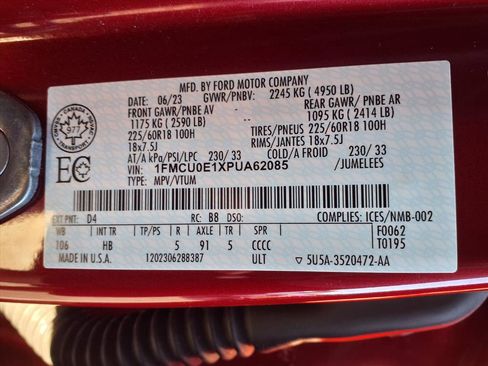 MFD. BY FORD MOTOR COMPANY
DATE: 06/23 GVWR/PNBV: 2245 KG ( 4950 LB)
FRONT GAWR/ PNBE AV REAR GAWR/ PNBE AR
1175 KG ( 2590 LB) 1095 KG ( 2414 LB)
225/60R18 100H TIRES/PNEUS 225/60R18 100H
18x7.5J RIMS/JANTES 18x7.5J
AT/A kPa/PSI/LPC 230/ 33 COLD/A FROID 230/ 33
VIN: 1FMCU0E1XPUA62085 /JUMELEES
TYPE: MPV/VTUM
CANADA
977
TRANSPORT
EC
EXT PNT: D4 RC: B8 DSO: COMPLIES: ICES/NMB-002
WB TP/PS R AXLE TR SPR F0062
106 HB 5 91 5 CCCC T0195
MADE IN U.S.A. 1202306288387 ULT ▽ 5U5A-3520472-AA